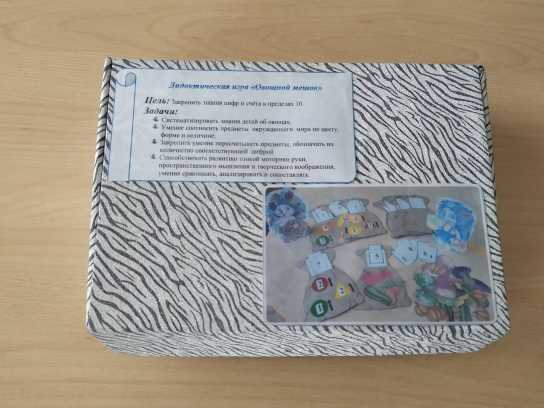 Дидактическая игра «Овощной мешок»
Цель: Закрепить знания цифр и счёта в пределах 10.
Задачи:
Систематизировать знания детей об овощах.
Умение соотносить предметы окружающего мира по цвету,
форме и величине.
Закрепить умение пересчитывать предметы, обозначать их
количество соответствующей цифрой
Способствовать развитию тонкой моторики руки,
пространственного мышления и творческого воображения,
умения сравнивать, анализировать и сопоставлять.